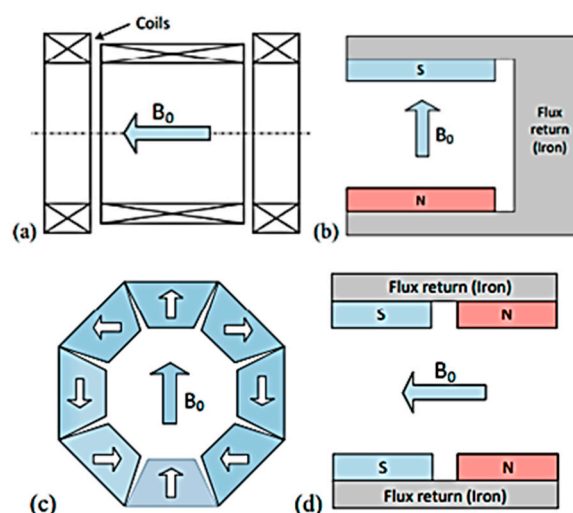 Coils
B0
(a)
S
B0
N
Flux
return
(Iron)
(b)
B0
(c)
Flux return (Iron)
S
N
B0
S
N
Flux return (Iron)
(d)